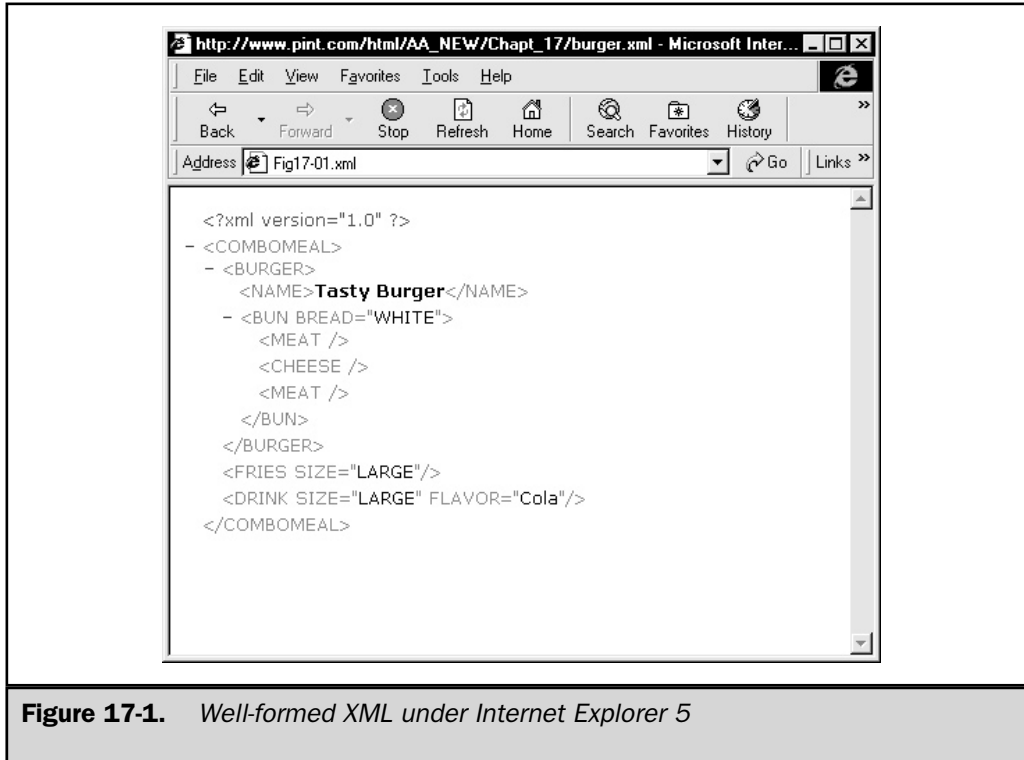 http://www.pint.com/html/AA_NEW/Chapt_17/burger.xml - Microsoft Inter...
File Edit View Favorites Tools Help
Back Forward Stop Refresh Home Search Favorites History »
Address Fig17-01.xml Go Links »
<?xml version="1.0" ?>
- <COMBOMEAL>
- <BURGER>
<NAME>Tasty Burger</NAME>
- <BUN BREAD="WHITE">
<MEAT />
<CHEESE />
<MEAT />
</BUN>
</BURGER>
<FRIES SIZE="LARGE"/>
<DRINK SIZE="LARGE" FLAVOR="Cola"/>
</COMBOMEAL>
Figure 17-1. Well-formed XML under Internet Explorer 5